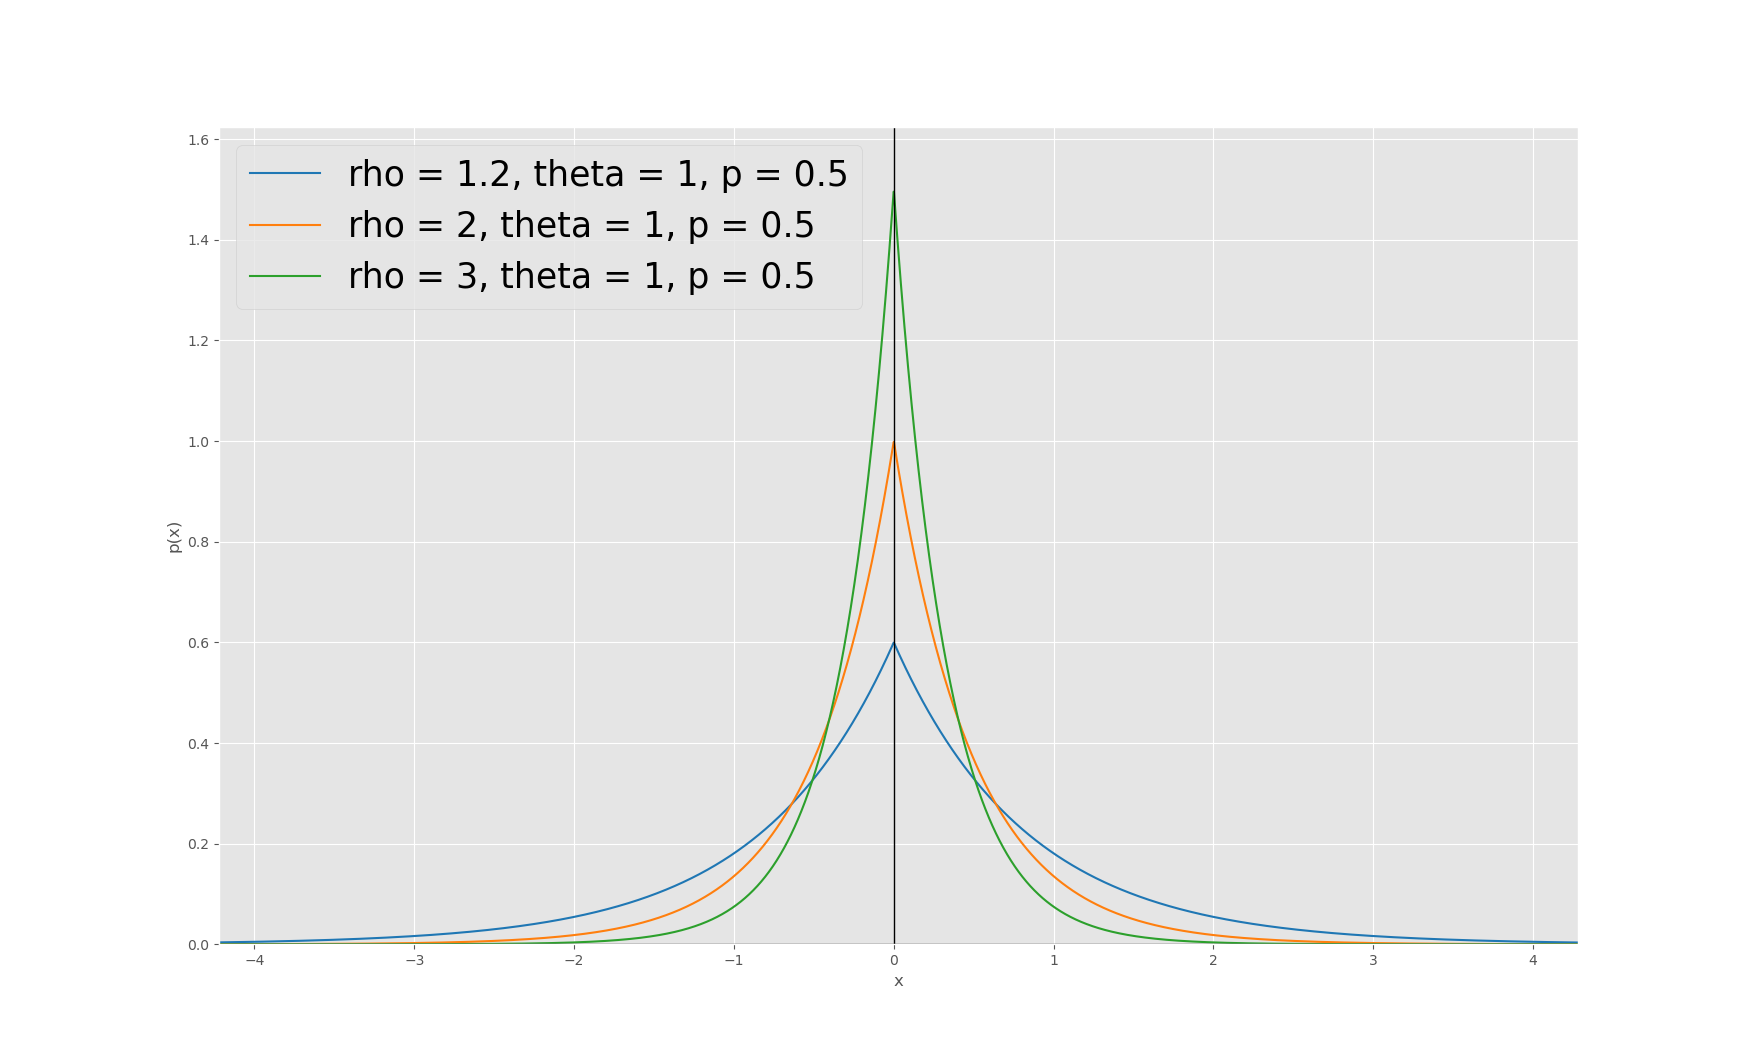 rho = 1.2, theta = 1, p = 0.5
rho = 2, theta = 1, p = 0.5
rho = 3, theta = 1, p = 0.5
1.6
1.4
1.2
1.0
0.8
0.6
0.4
0.2
0.0
p(x)
−4 −3 −2 −1 0 1 2 3 4
x